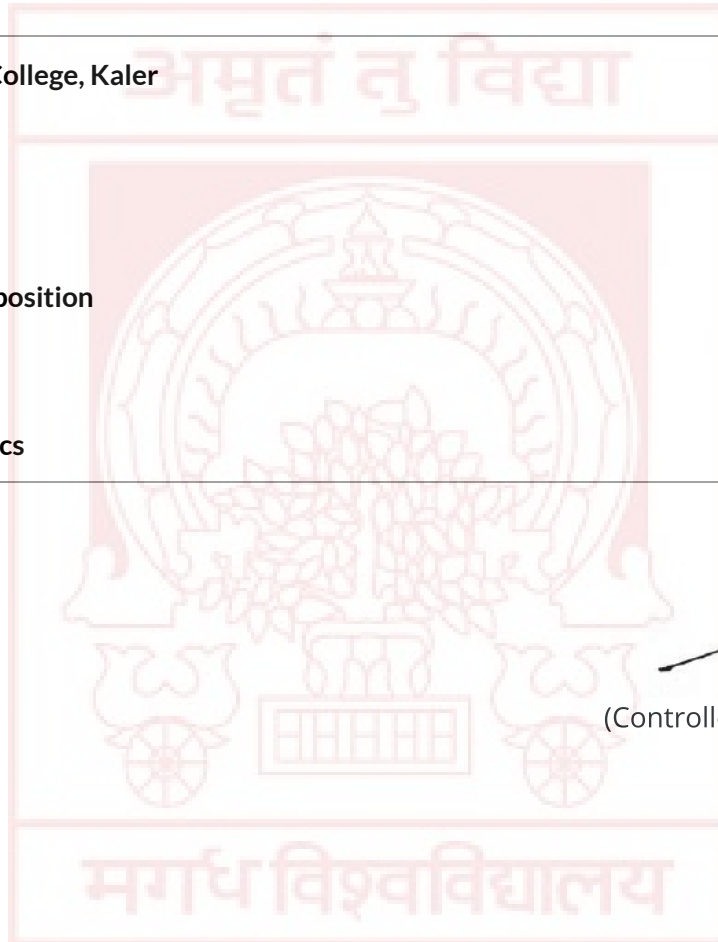 अमृतं तु विद्या
College, Kaler
position
cs
(Controll
मगध विश्वविद्यालय